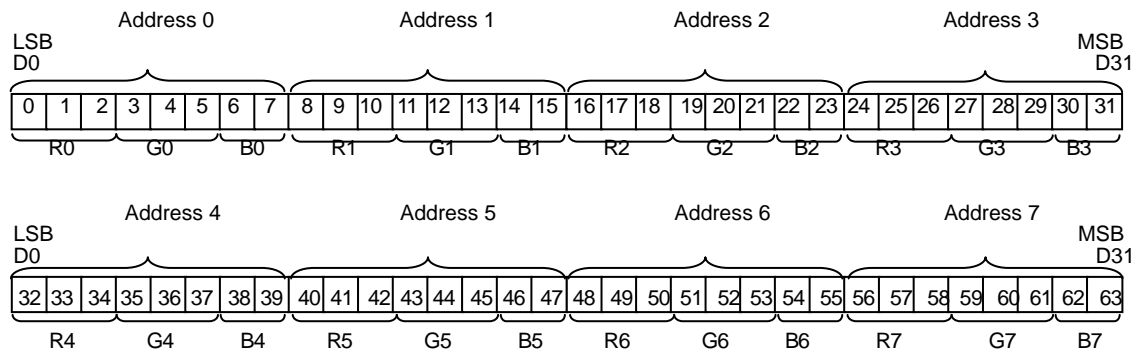 Address 0 Address 1 Address 2 Address 3
LSB MSB
D0 D31
0 1 2 3 4 5 6 7 8 9 10 11 12 13 14 15 16 17 18 19 20 21 22 23 24 25 26 27 28 29 30 31
R0 G0 B0 R1 G1 B1 R2 G2 B2 R3 G3 B3
Address 4 Address 5 Address 6 Address 7
LSB MSB
D0 D31
32 33 34 35 36 37 38 39 40 41 42 43 44 45 46 47 48 49 50 51 52 53 54 55 56 57 58 59 60 61 62 63
R4 G4 B4 R5 G5 B5 R6 G6 B6 R7 G7 B7